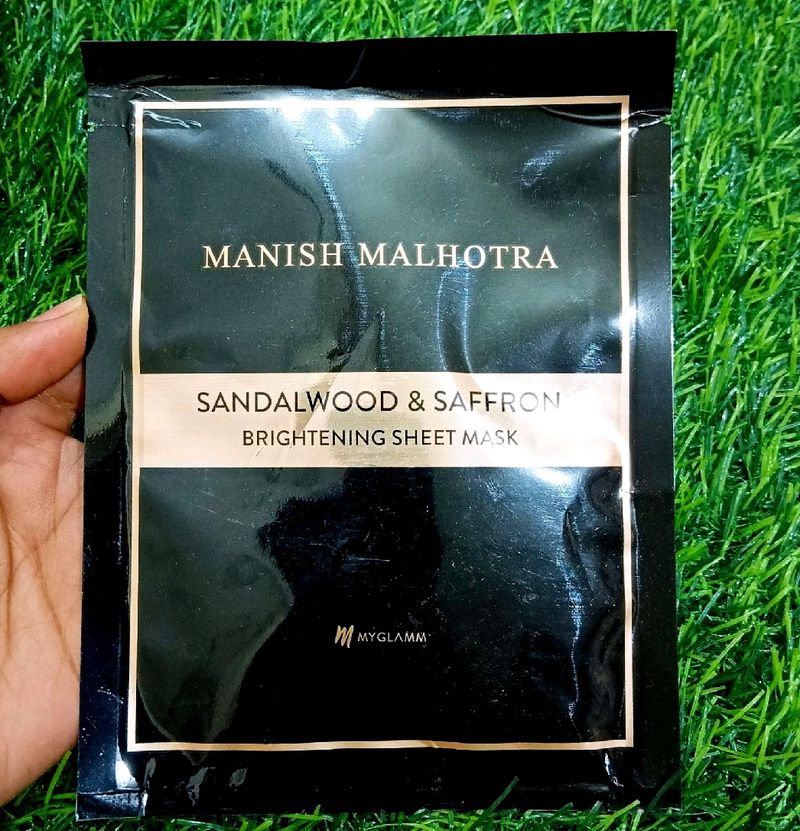 MANISH MALHOTRA
SANDALWOOD & SAFFRON
BRIGHTENING SHEET MASK
MYGLAMM